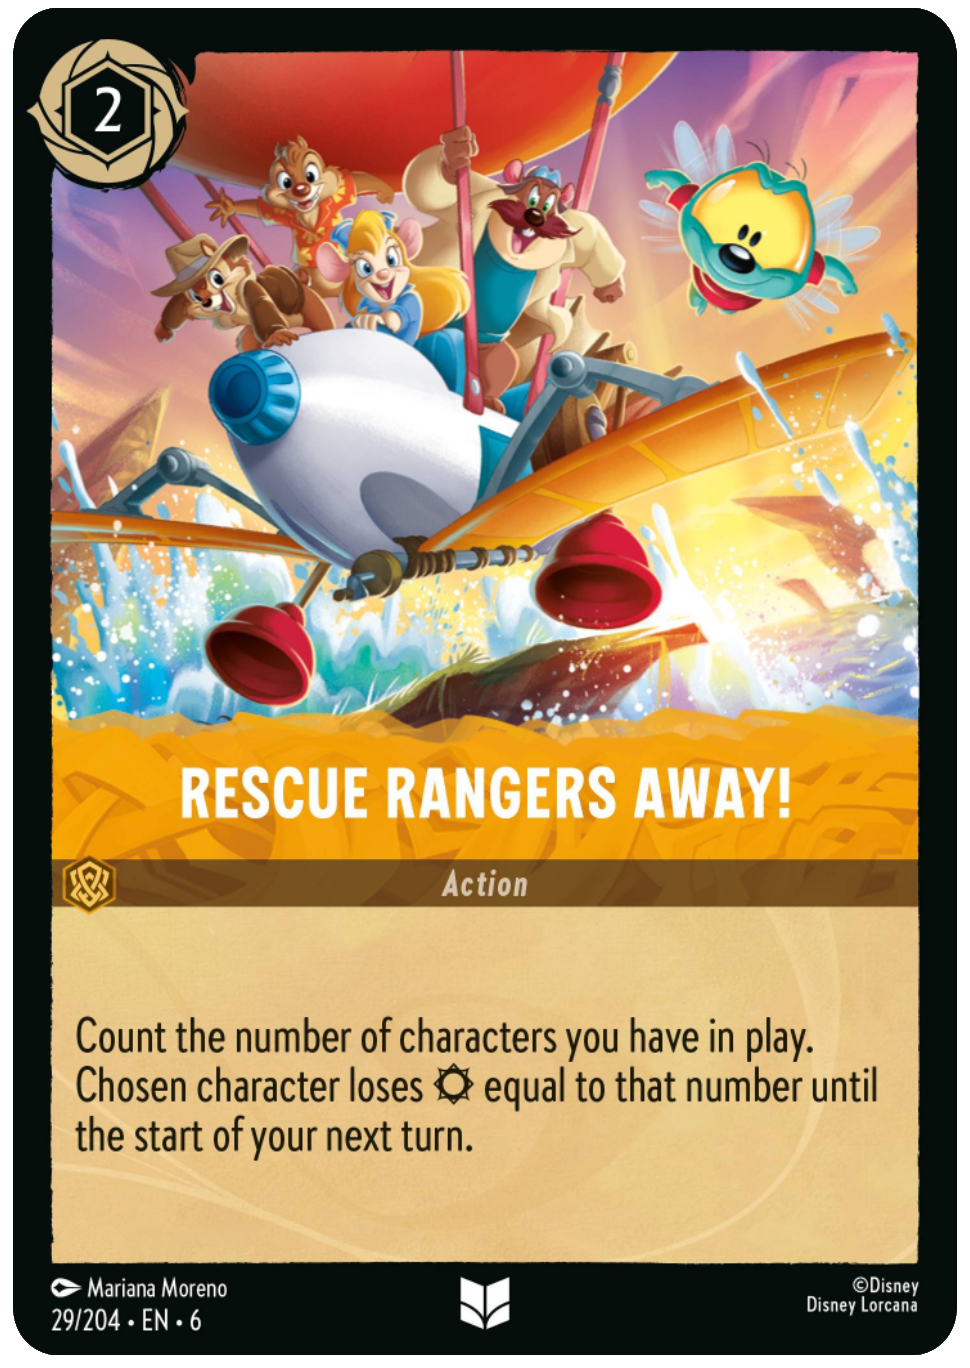 2
RESCUE RANGERS AWAY!
Action
Count the number of characters you have in play.
Chosen character loses equal to that number until
the start of your next turn.
Mariana Moreno
29/204 • EN • 6
©Disney
Disney Lorcana